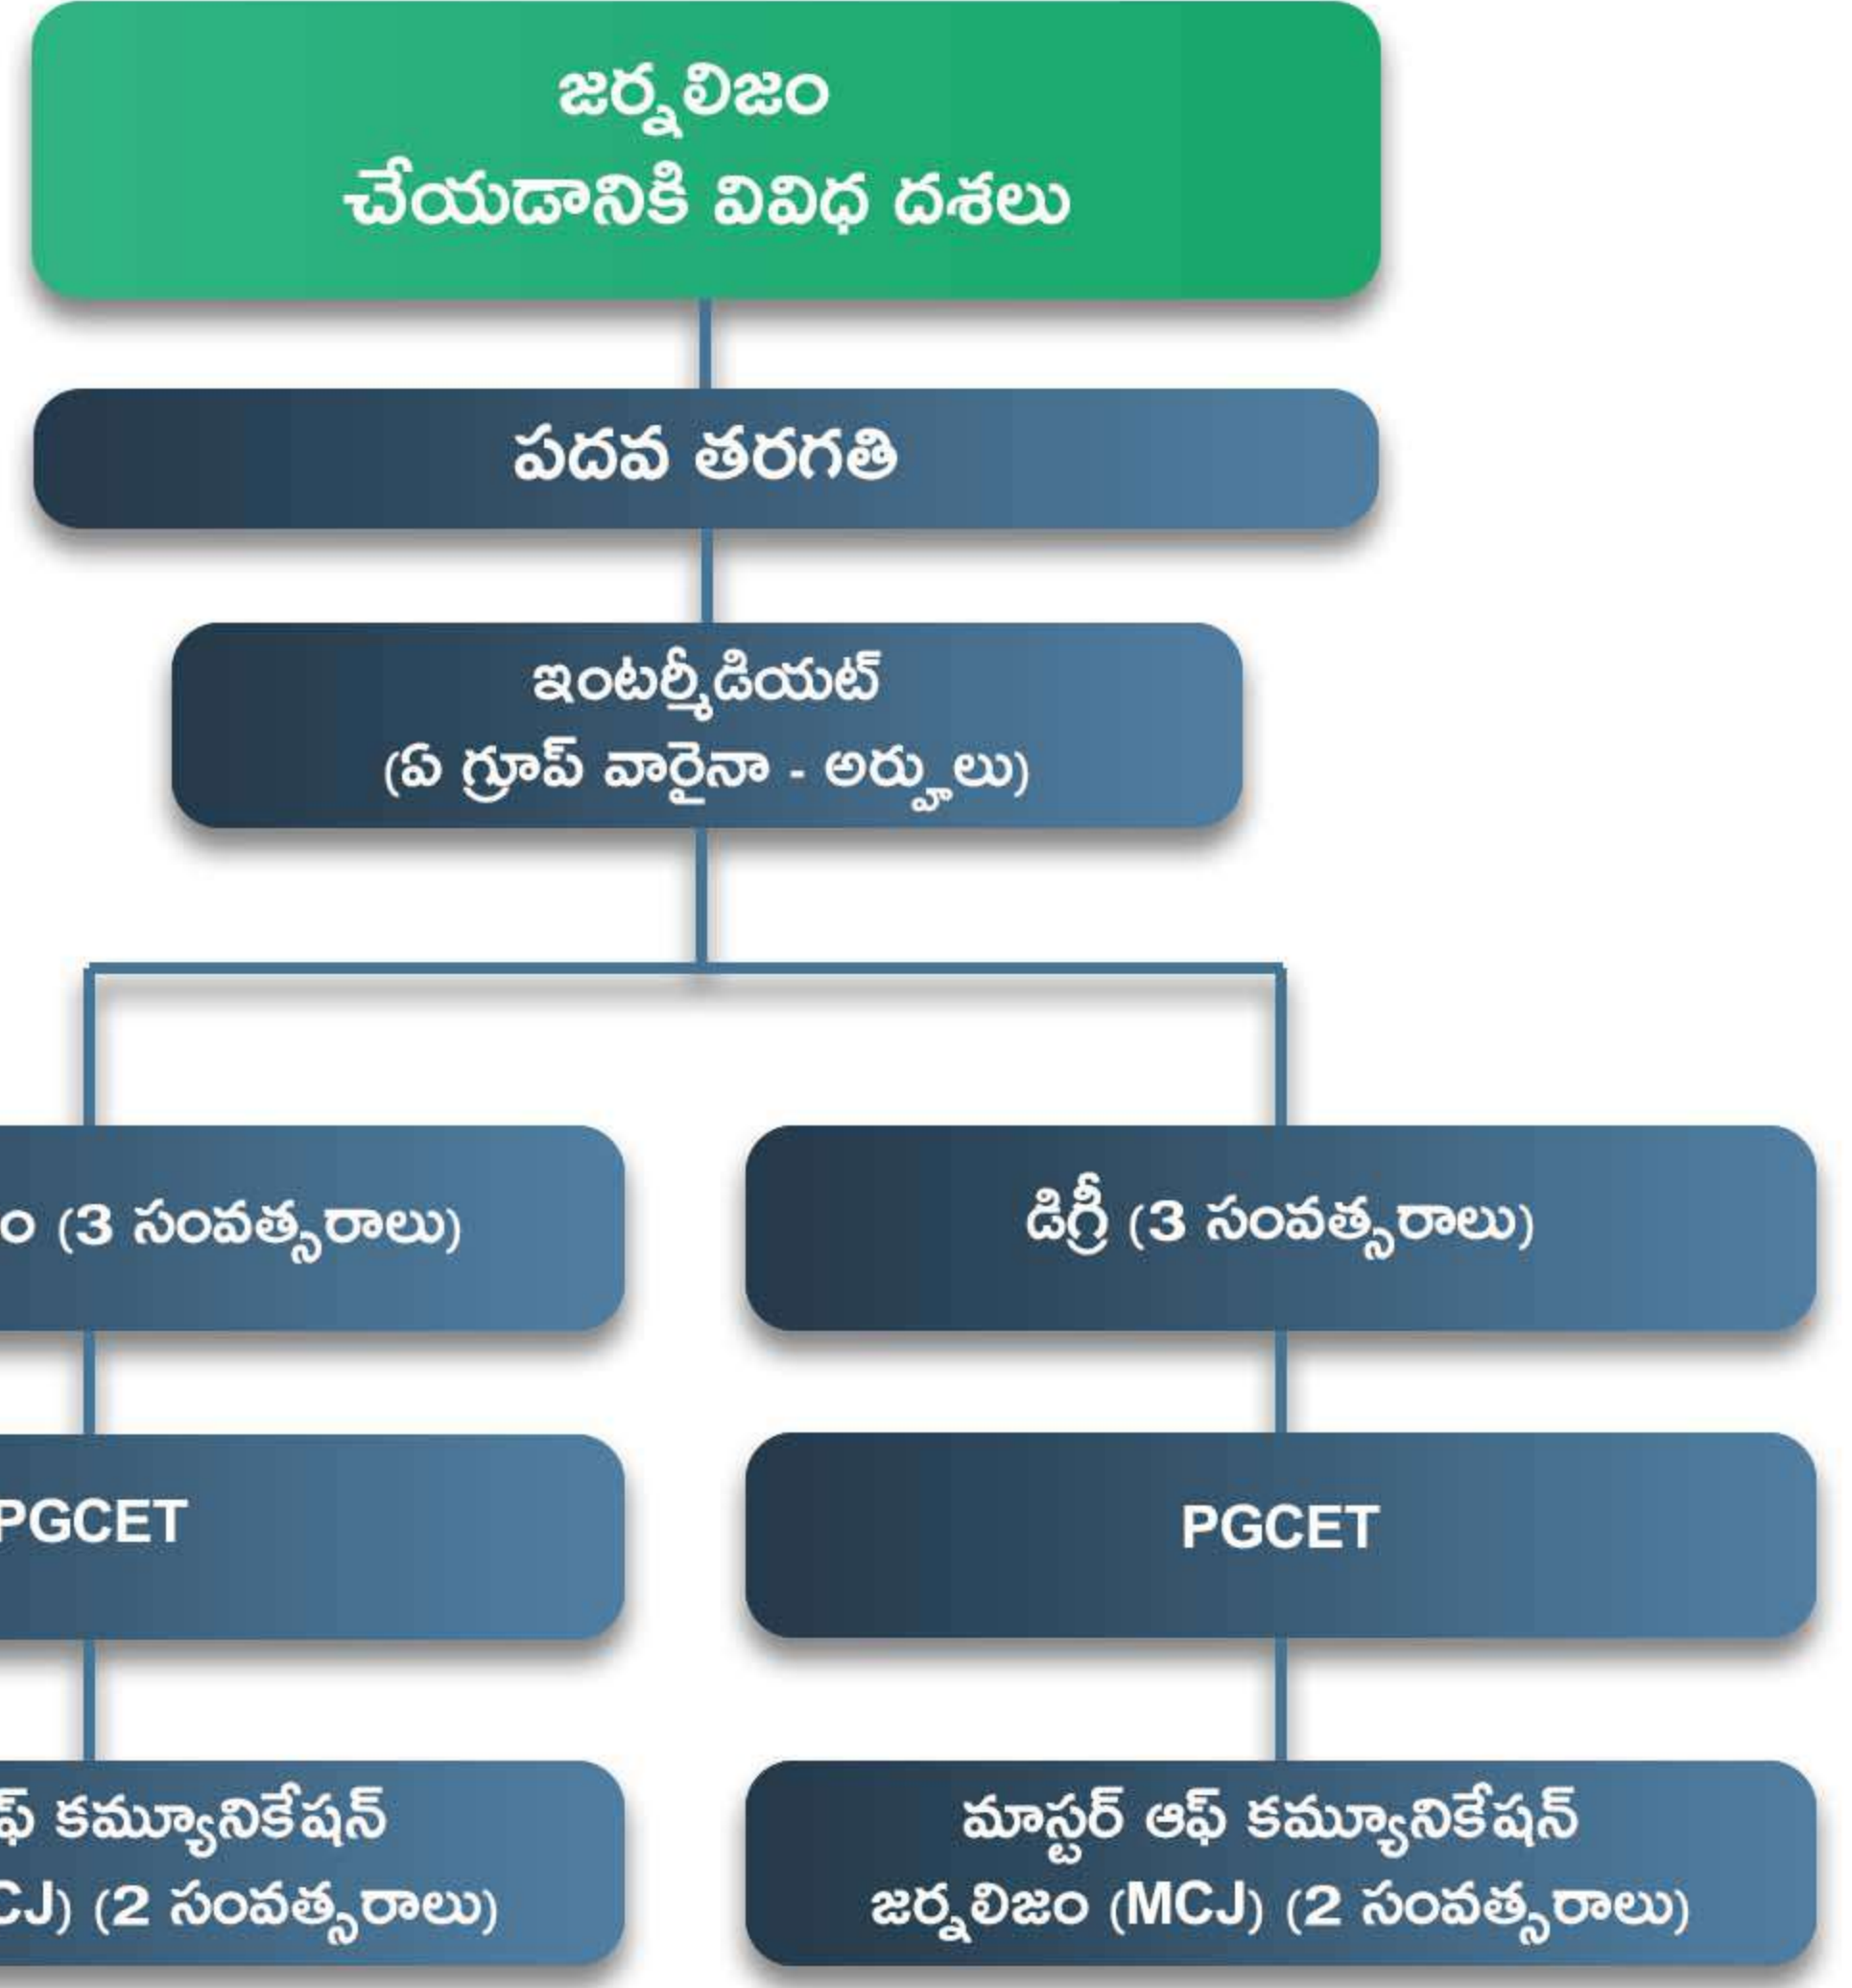 జర్నలిజం
చేయడానికి వివిధ దశలు
పదవ తరగతి
ఇంటర్మీడియట్
(ఏ గ్రూప్ వారైనా - అర్హులు)
(3 సంవత్సరాలు)
డిగ్రీ (3 సంవత్సరాలు)
PGCET
PGCET
కమ్యూనికేషన్
(2 సంవత్సరాలు)
మాస్టర్ ఆఫ్ కమ్యూనికేషన్
జర్నలిజం (MCJ) (2 సంవత్సరాలు)